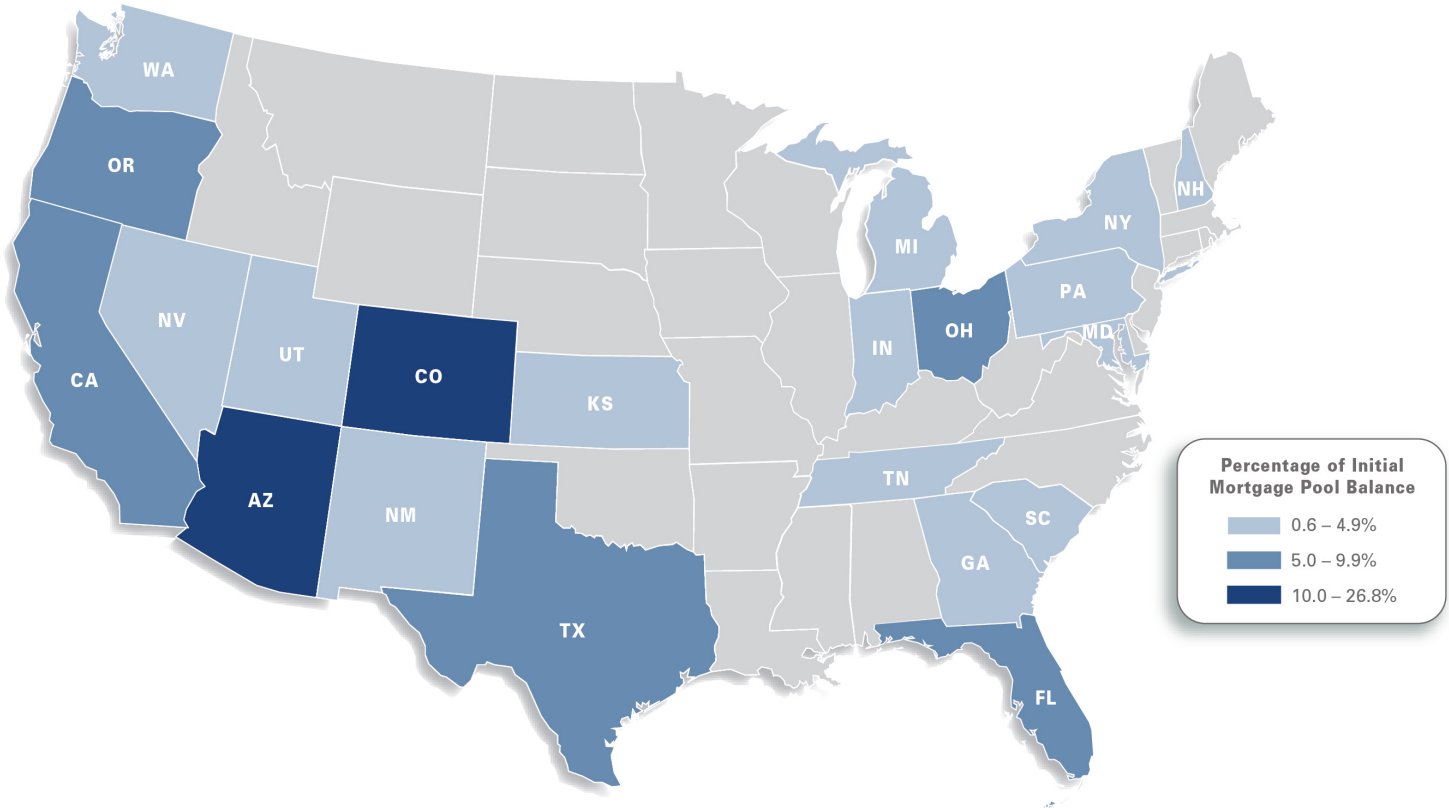 WA
OR
NH
NY
MI
PA
NV
OH
MD
IN
UT
CO
CA
KS
TN
AZ
NM
SC
GA
TX
FL
Percentage of Initial
Mortgage Pool Balance
0.6 – 4.9%
5.0 – 9.9%
10.0 – 26.8%